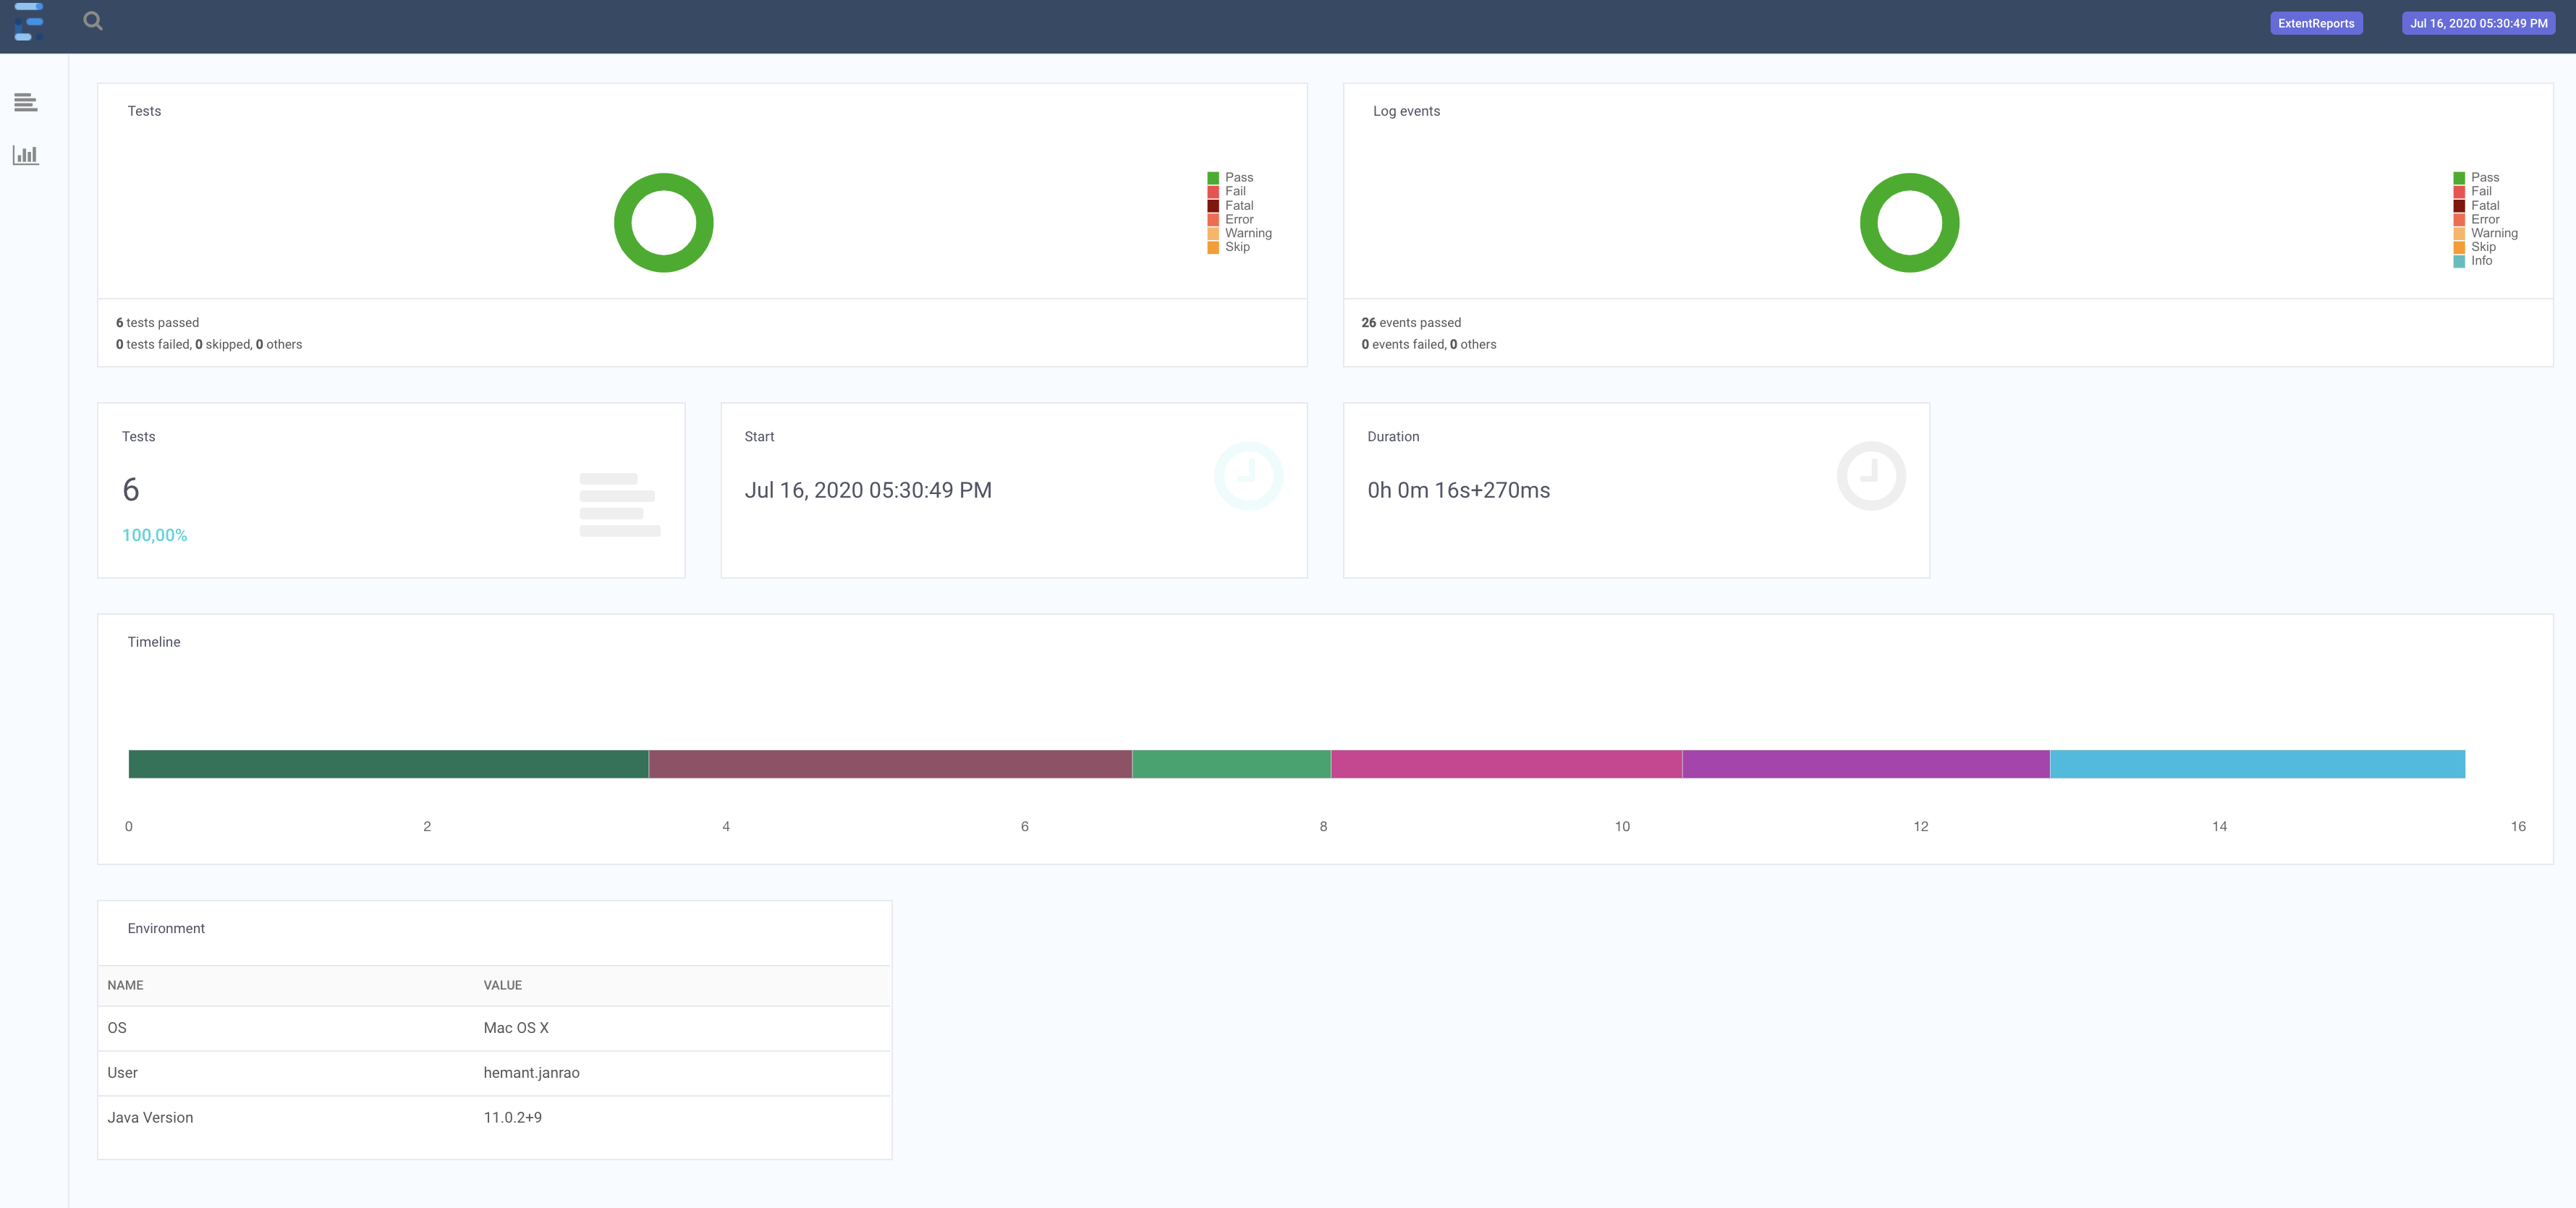 ExtentReports
Jul 16, 2020 05:30:49 PM
Tests
Pass
Fail
Fatal
Error
Warning
Skip
6 tests passed
0 tests failed, 0 skipped, 0 others
Log events
Pass
Fail
Fatal
Error
Warning
Skip
Info
26 events passed
0 events failed, 0 others
Tests
6
100,00%
Start
Jul 16, 2020 05:30:49 PM
Duration
0h 0m 16s+270ms
Timeline
0 2 4 6 8 10 12 14 16
Environment
NAME VALUE
OS Mac OS X
User hemant.janrao
Java Version 11.0.2+9